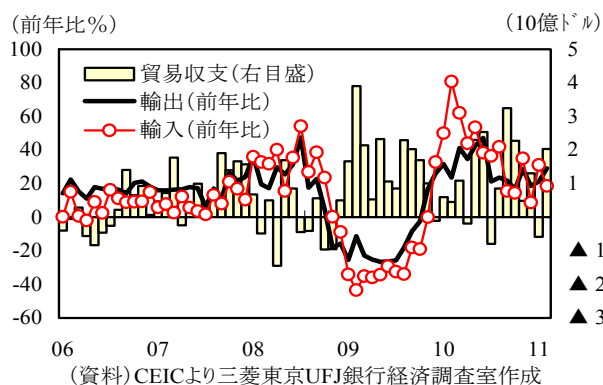 (前年比%) (10億ドル)
100 5
80 貿易収支(右目盛) 4
60 輸出(前年比) 3
40 輸入(前年比) 2
20 1
0
-20 ▲ 1
-40 ▲ 2
-60 ▲ 3
06 07 08 09 10 11
(資料)CEICより三菱東京UFJ銀行経済調査室作成